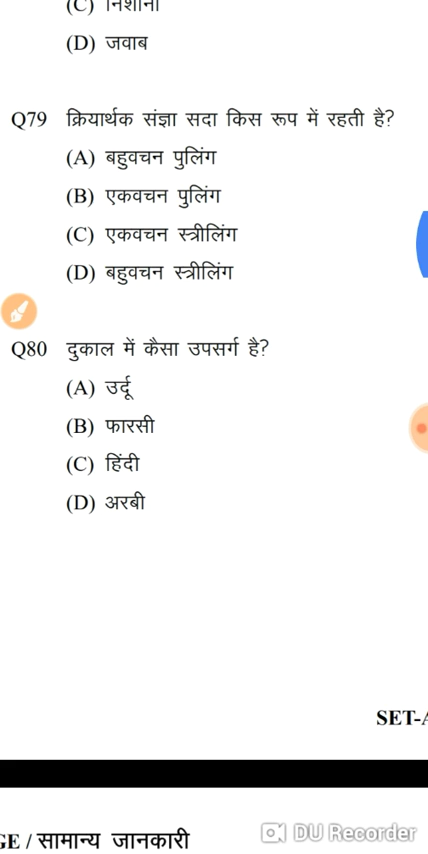 (C) निशानी
(D) जवाब
Q79 क्रियार्थक संज्ञा सदा किस रूप में रहती है?
(A) बहुवचन पुलिंग
(B) एकवचन पुलिंग
(C) एकवचन स्त्रीलिंग
(D) बहुवचन स्त्रीलिंग
Q80 दुकाल में कैसा उपसर्ग है?
(A) उर्दू
(B) फारसी
(C) हिंदी
(D) अरबी
SET-A
GE / सामान्य जानकारी
DU Recorder